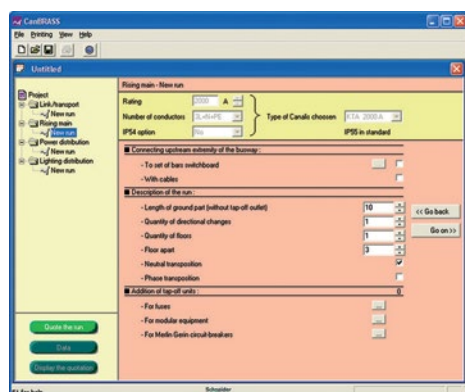 CanBRASS
File Printing View Help
Untitled
Project
Link/transport
New run
Rising main
New run
Power distribution
New run
Lighting distribution
New run
Quote the run
Data
Display the quotation
Rising main - New run
Rating 2000 A
Number of conductors 3L+N+PE
Type of Canalis choosen KTA 2000 A
IP54 option No
IP55 in standard
Connecting upstream extremity of the busway :
- To set of bars switchboard
- With cables
Description of the run :
- Length of ground part (without tap-off outlet) 10
- Quantity of directional changes 1
- Quantity of floors 1
- Floor apart 3
- Neutral transposition
- Phase transposition
Addition of tap-off units : 0
- For fuses
- For modular equipment
- For Merlin Gerin circuit-breakers
<< Go back
Go on >>
Schneider